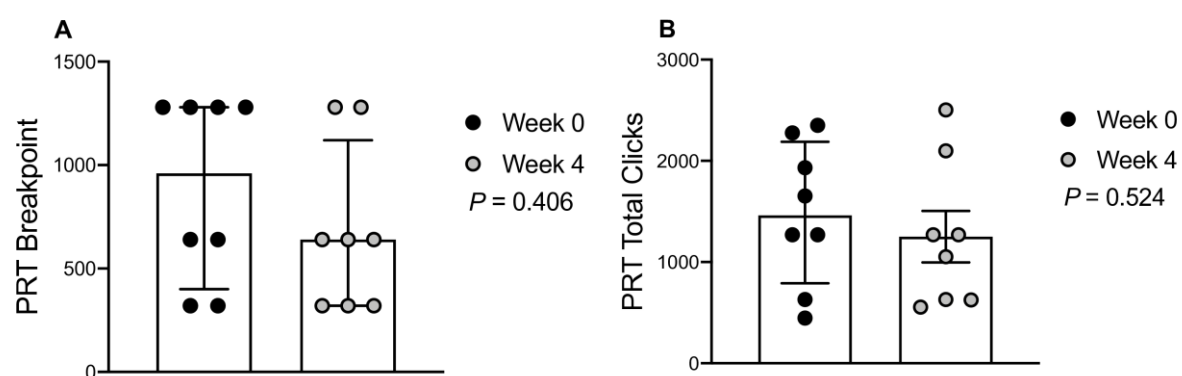 A
PRT Breakpoint
1500
1000
500
0
Week 0
Week 4
P = 0.406
B
PRT Total Clicks
3000
2000
1000
0
Week 0
Week 4
P = 0.524